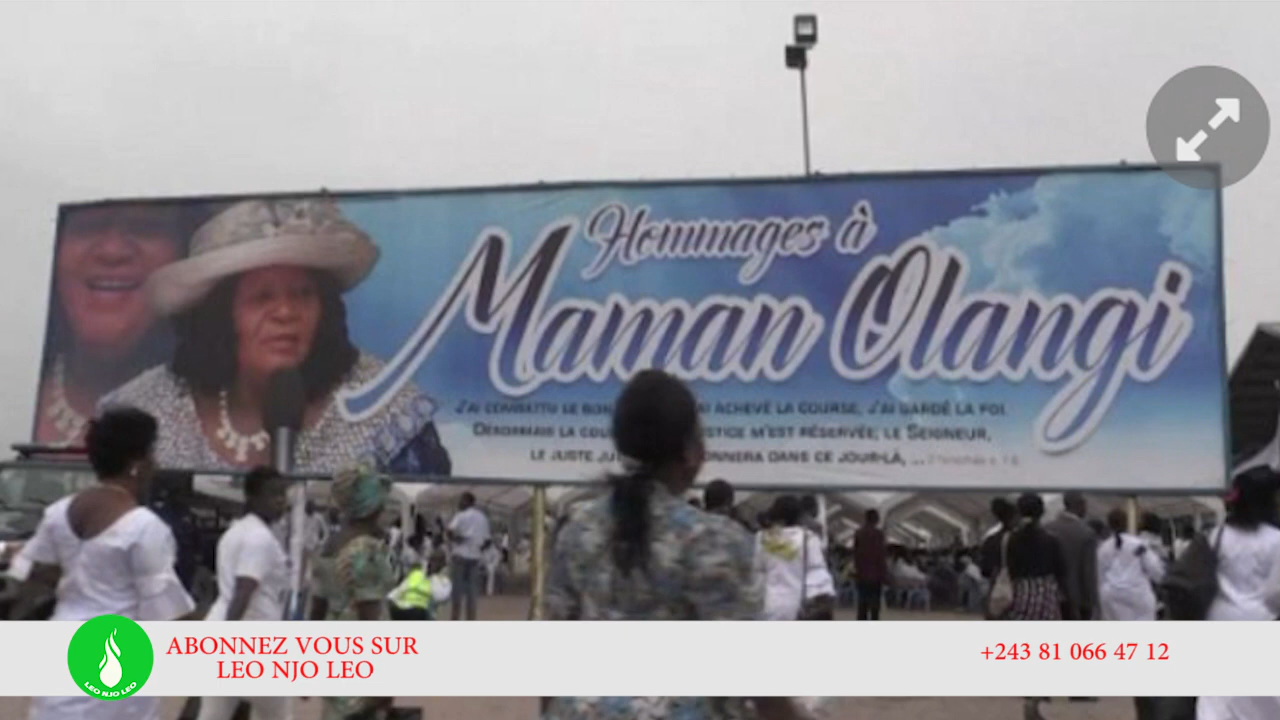 Hommages à
Maman Olangi
J'AI COMBATTU LE BON AI ACHEVÉ LA COURSE, J'AI GARDÉ LA FOI.
DÉSORMAIS LA COU STICE M'EST RÉSERVÉE; LE SEIGNEUR,
LE JUSTE JU ONNERA DANS CE JOUR-LÀ, ...
ABONNEZ VOUS SUR
LEO NJO LEO
+243 81 066 47 12
LEO NJO LEO